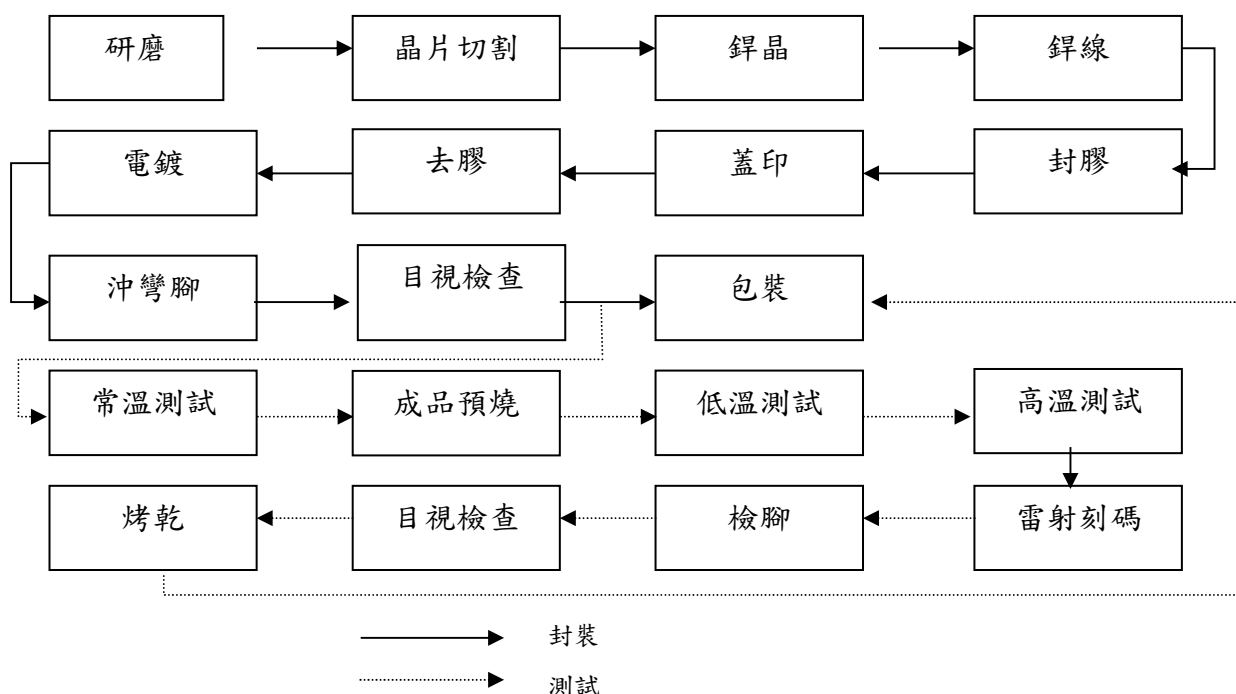 研磨
晶片切割
銲晶
銲線
電鍍
去膠
蓋印
封膠
沖彎腳
目視檢查
包裝
常溫測試
成品預燒
低溫測試
高溫測試
烤乾
目視檢查
檢腳
雷射刻碼
封裝
測試